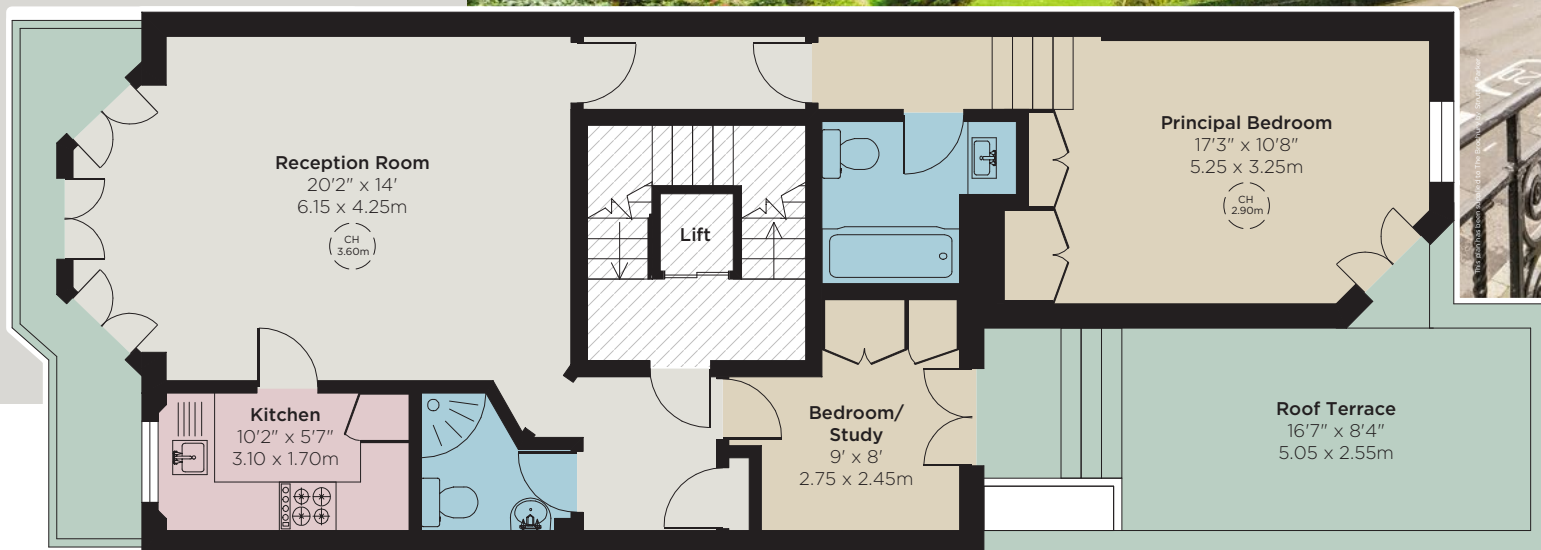 Reception Room
20'2" x 14'
6.15 x 4.25m
CH
3.60m
Lift
Principal Bedroom
17'3" x 10'8"
5.25 x 3.25m
CH
2.90m
Kitchen
10'2" x 5'7"
3.10 x 1.70m
Bedroom/
Study
9' x 8'
2.75 x 2.45m
Roof Terrace
16'7" x 8'4"
5.05 x 2.55m
20